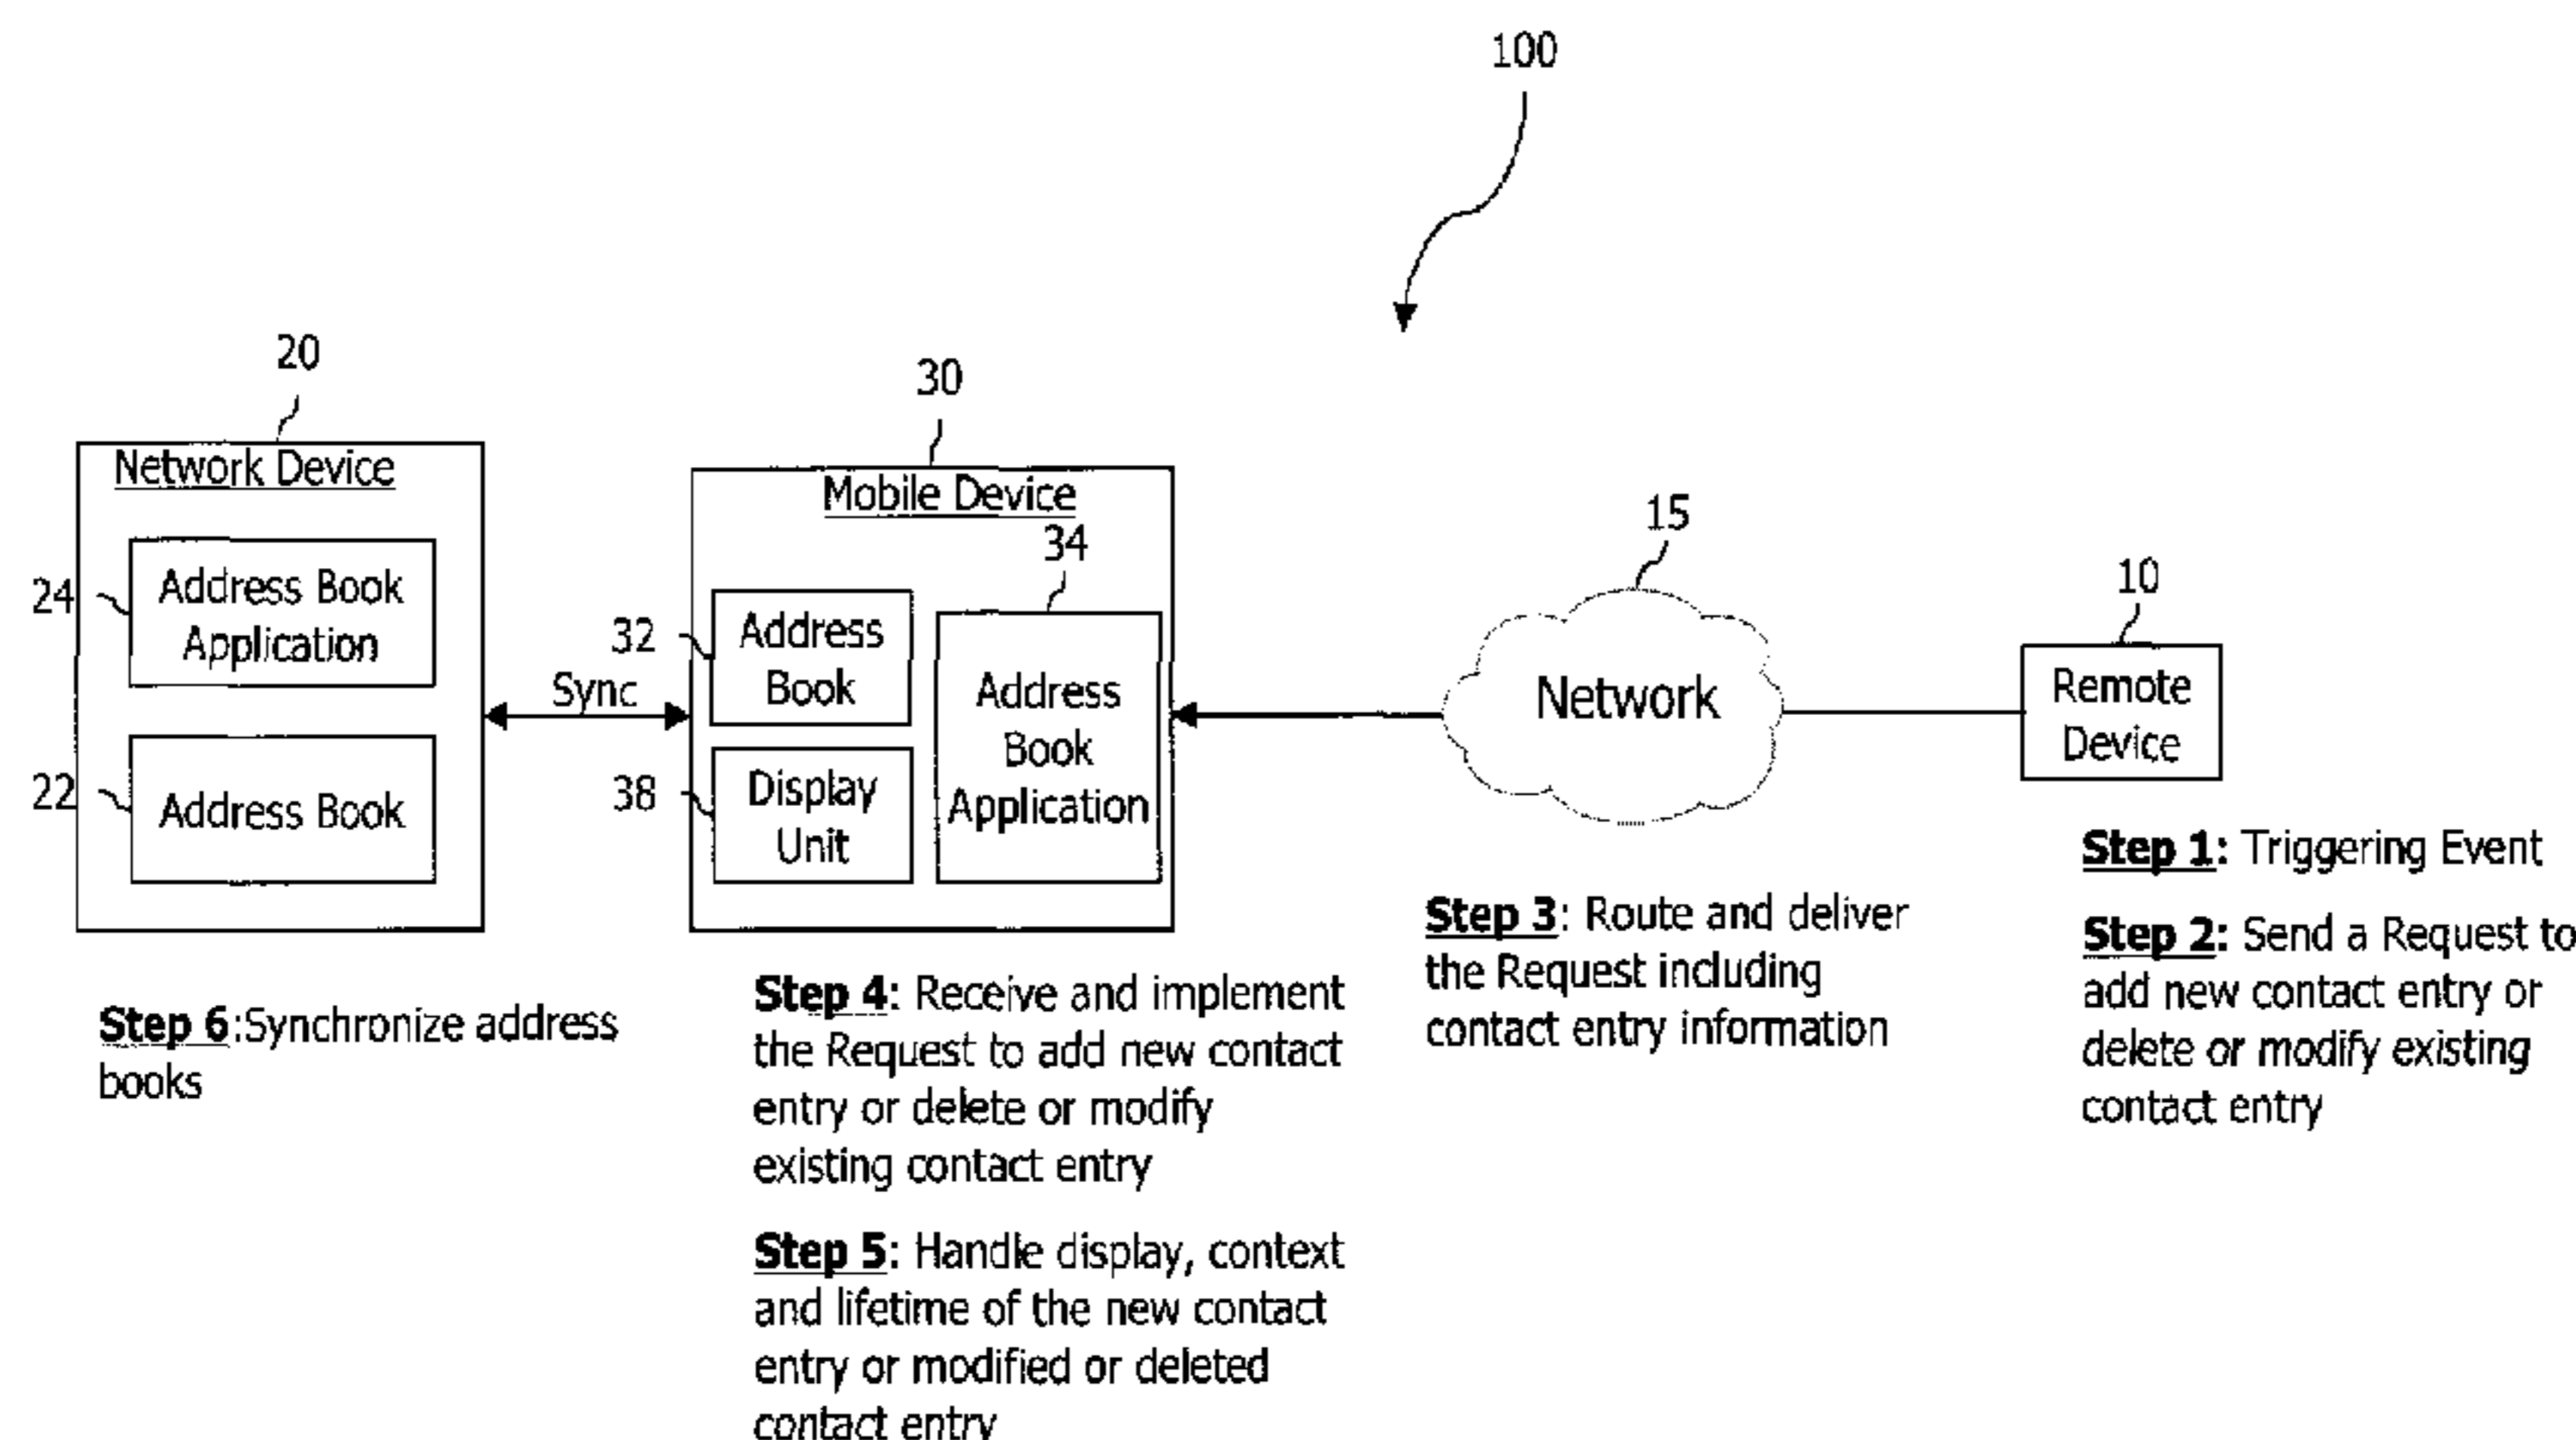 100
20
Network Device
24
Address Book
Application
22
Address Book
Sync
30
Mobile Device
34
32
Address
Book
38
Display
Unit
Address
Book
Application
15
Network
10
Remote
Device
Step 1: Triggering Event
Step 2: Send a Request to
add new contact entry or
delete or modify existing
contact entry
Step 3: Route and deliver
the Request including
contact entry information
Step 4: Receive and implement
the Request to add new contact
entry or delete or modify
existing contact entry
Step 5: Handle display, context
and lifetime of the new contact
entry or modified or deleted
contact entry
Step 6:Synchronize address
books